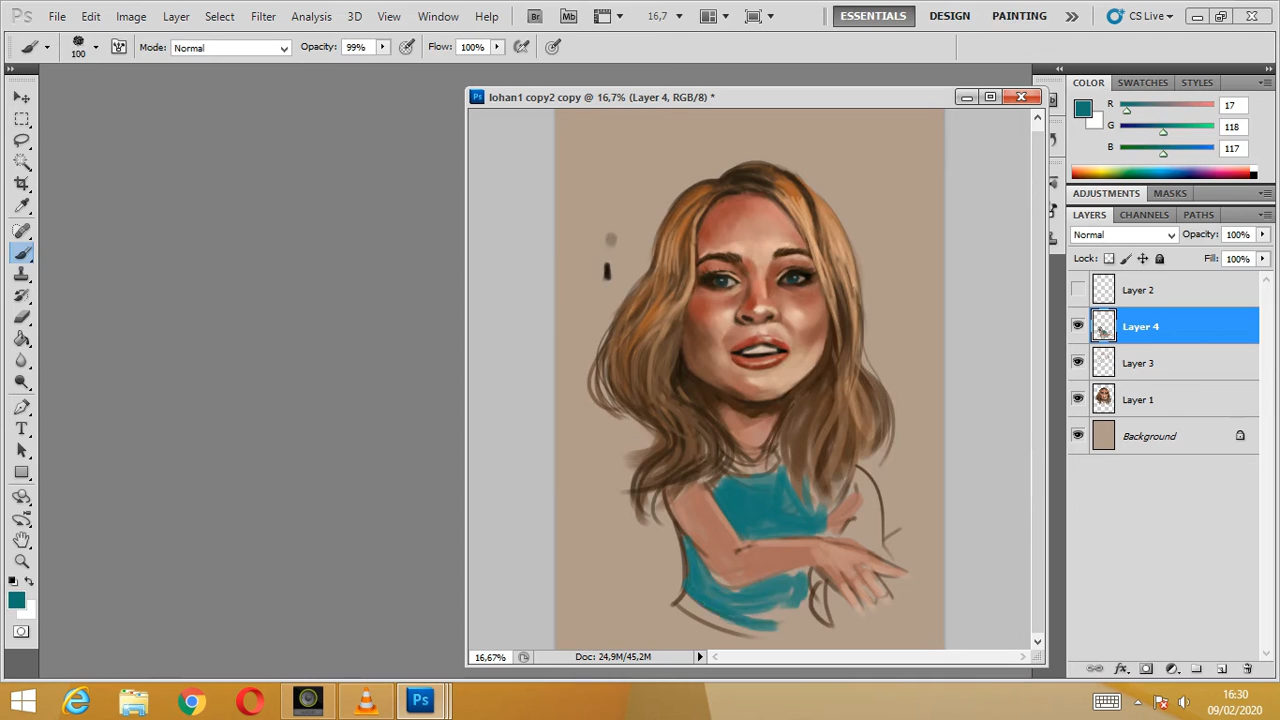 Ps File Edit Image Layer Select Filter Analysis 3D View Window Help Br Mb 16,7 ESSENTIALS DESIGN PAINTING CS Live
100 Mode: Normal Opacity: 99% Flow: 100%
Ps lohan1 copy2 copy @ 16,7% (Layer 4, RGB/8) *
COLOR SWATCHES STYLES
R 17
G 118
B 117
ADJUSTMENTS MASKS
LAYERS CHANNELS PATHS
Normal Opacity: 100%
Lock: Fill: 100%
Layer 2
Layer 4
Layer 3
Layer 1
Background
T
16,67% Doc: 24,9M/45,2M
Ps
16:30
09/02/2020